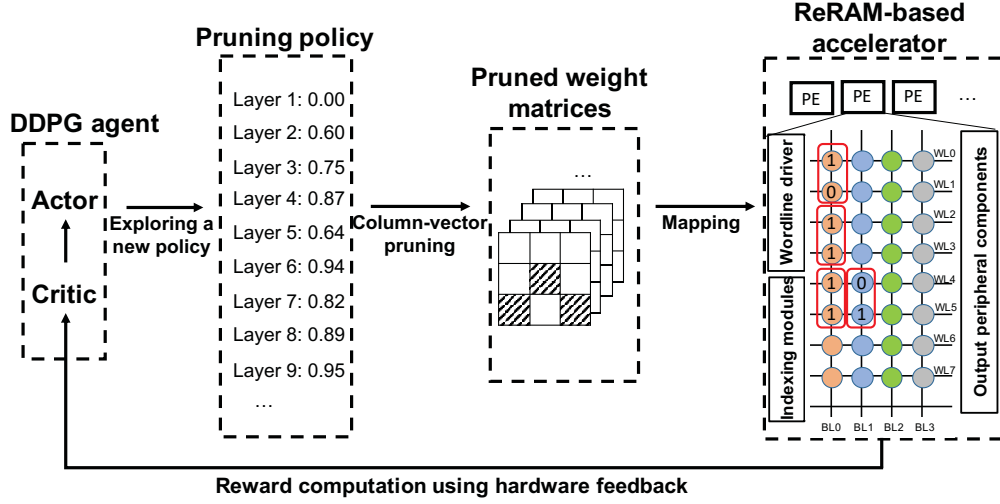 DDPG agent
Actor
Critic
Exploring a
new policy
Pruning policy
Layer 1: 0.00
Layer 2: 0.60
Layer 3: 0.75
Layer 4: 0.87
Layer 5: 0.64
Layer 6: 0.94
Layer 7: 0.82
Layer 8: 0.89
Layer 9: 0.95
...
Column-vector
pruning
Pruned weight
matrices
...
Mapping
ReRAM-based
accelerator
PE PE PE ...
Wordline driver
Indexing modules
1 WL0
0 WL1
1 WL2
1 WL3
1 0 WL4
1 1 WL5
WL6
WL7
BL0 BL1 BL2 BL3
Output peripheral components
Reward computation using hardware feedback